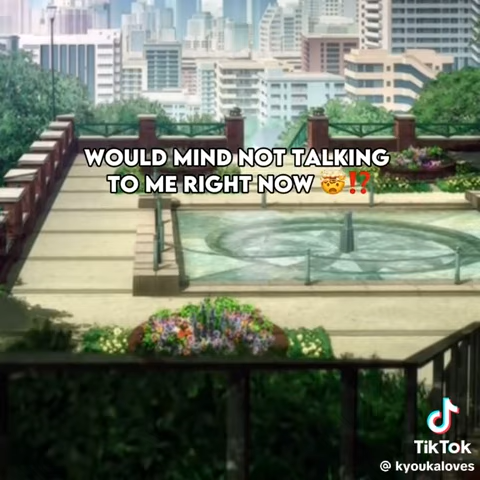 WOULD MIND NOT TALKING
TO ME RIGHT NOW 🤯⁉️
TikTok
@ kyoukaloves